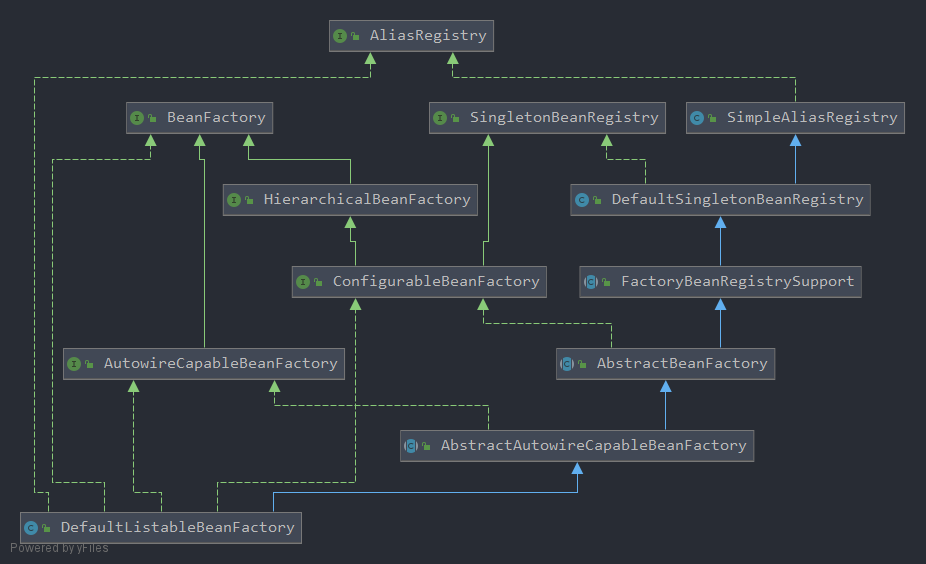 AliasRegistry
BeanFactory
SingletonBeanRegistry
SimpleAliasRegistry
HierarchicalBeanFactory
DefaultSingletonBeanRegistry
ConfigurableBeanFactory
FactoryBeanRegistrySupport
AutowireCapableBeanFactory
AbstractBeanFactory
AbstractAutowireCapableBeanFactory
DefaultListableBeanFactory
Powered by yFiles